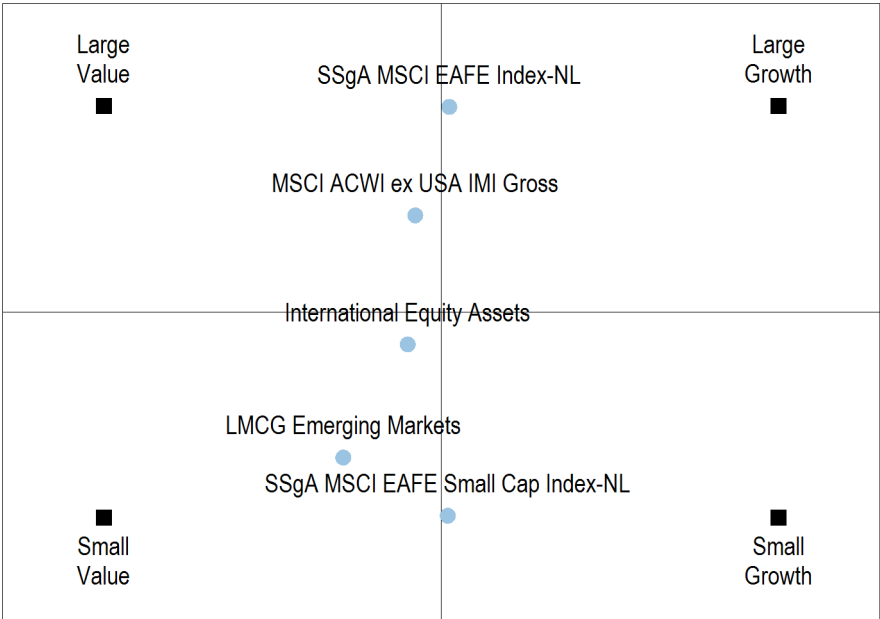 Large
Value
SSgA MSCI EAFE Index-NL
Large
Growth
MSCI ACWI ex USA IMI Gross
International Equity Assets
LMCG Emerging Markets
SSgA MSCI EAFE Small Cap Index-NL
Small
Value
Small
Growth